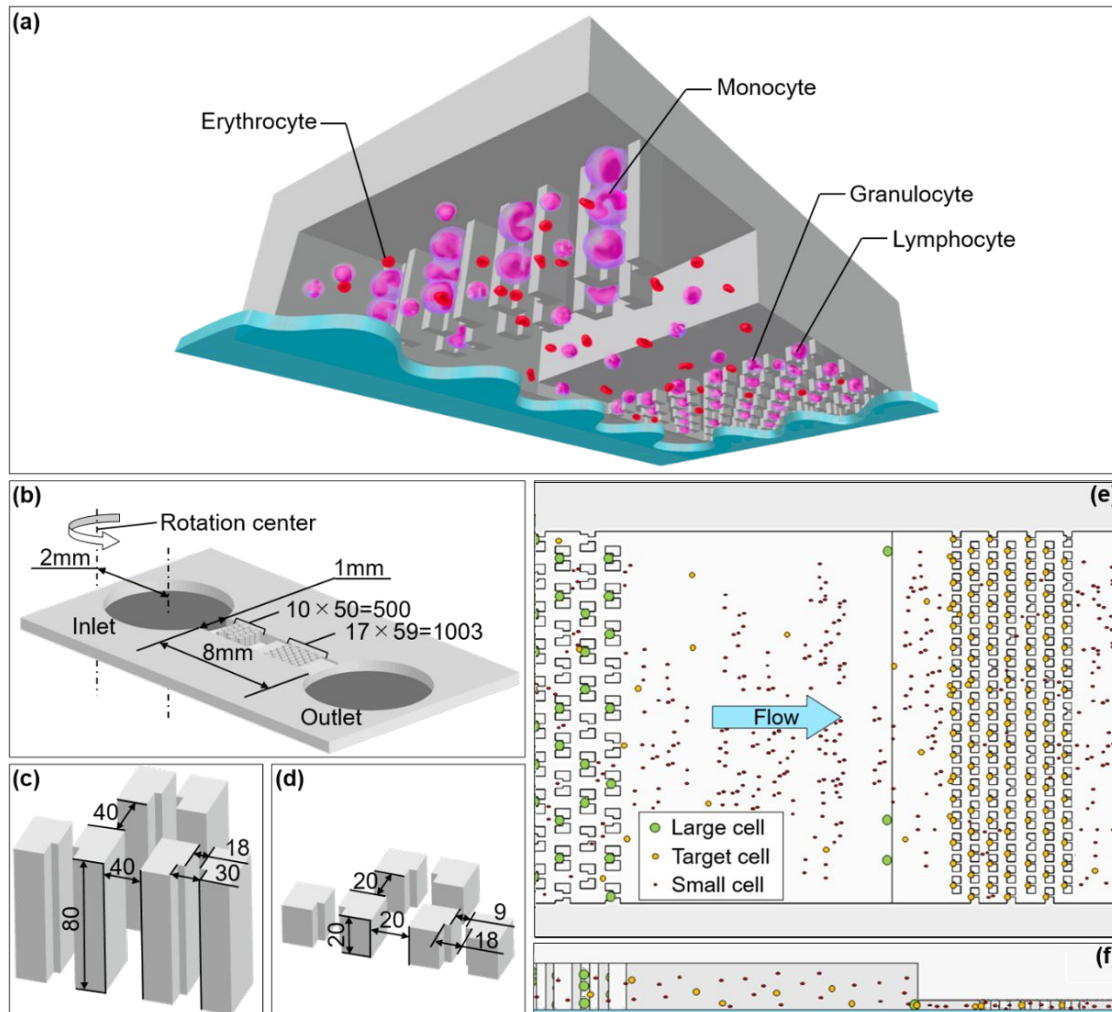 (a)
Monocyte
Erythrocyte
Granulocyte
Lymphocyte
(b)
Rotation center
2mm
1mm
10×50=500
Inlet
17×59=1003
8mm
Outlet
(c)
40
18
40
30
80
(d)
20
9
20
20
18
(e)
Flow
Large cell
Target cell
Small cell
(f